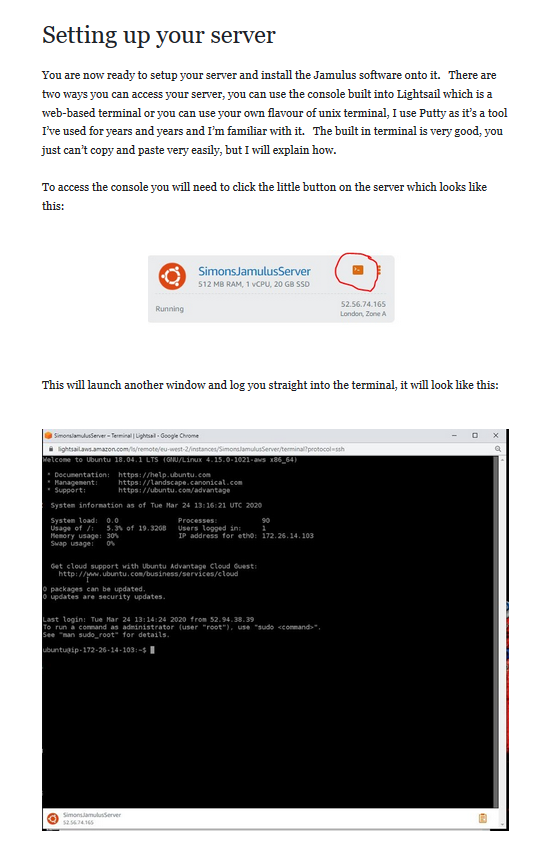 Setting up your server
You are now ready to setup your server and install the Jamulus software onto it.   There are
two ways you can access your server, you can use the console built into Lightsail which is a
web-based terminal or you can use your own flavour of unix terminal, I use Putty as it's a tool
I've used for years and years and I'm familiar with it.   The built in terminal is very good, you
just can't copy and paste very easily, but I will explain how.
To access the console you will need to click the little button on the server which looks like
this:
SimonsJamulusServer
512 MB RAM, 1 vCPU, 20 GB SSD
Running
52.56.74.165
London, Zone A
This will launch another window and log you straight into the terminal, it will look like this:
SimonsJamulusServer – Terminal | Lightsail - Google Chrome
lightsail.aws.amazon.com/ls/remote/eu-west-2/instances/SimonsJamulusServer/terminal?protocol=ssh
Welcome to Ubuntu 18.04.1 LTS (GNU/Linux 4.15.0-1021-aws x86_64)
* Documentation:  https://help.ubuntu.com
* Management:     https://landscape.canonical.com
* Support:        https://ubuntu.com/advantage
System information as of Tue Mar 24 13:16:21 UTC 2020
System load:  0.0               Processes:           90
Usage of /:   5.3% of 19.32GB   Users logged in:     1
Memory usage: 30%               IP address for eth0: 172.26.14.103
Swap usage:   0%
Get cloud support with Ubuntu Advantage Cloud Guest:
http://www.ubuntu.com/business/services/cloud
0 packages can be updated.
0 updates are security updates.
Last login: Tue Mar 24 13:14:24 2020 from 52.94.38.39
To run a command as administrator (user "root"), use "sudo <command>".
See "man sudo_root" for details.
ubuntu@ip-172-26-14-103:~$
SimonsJamulusServer
52.56.74.165